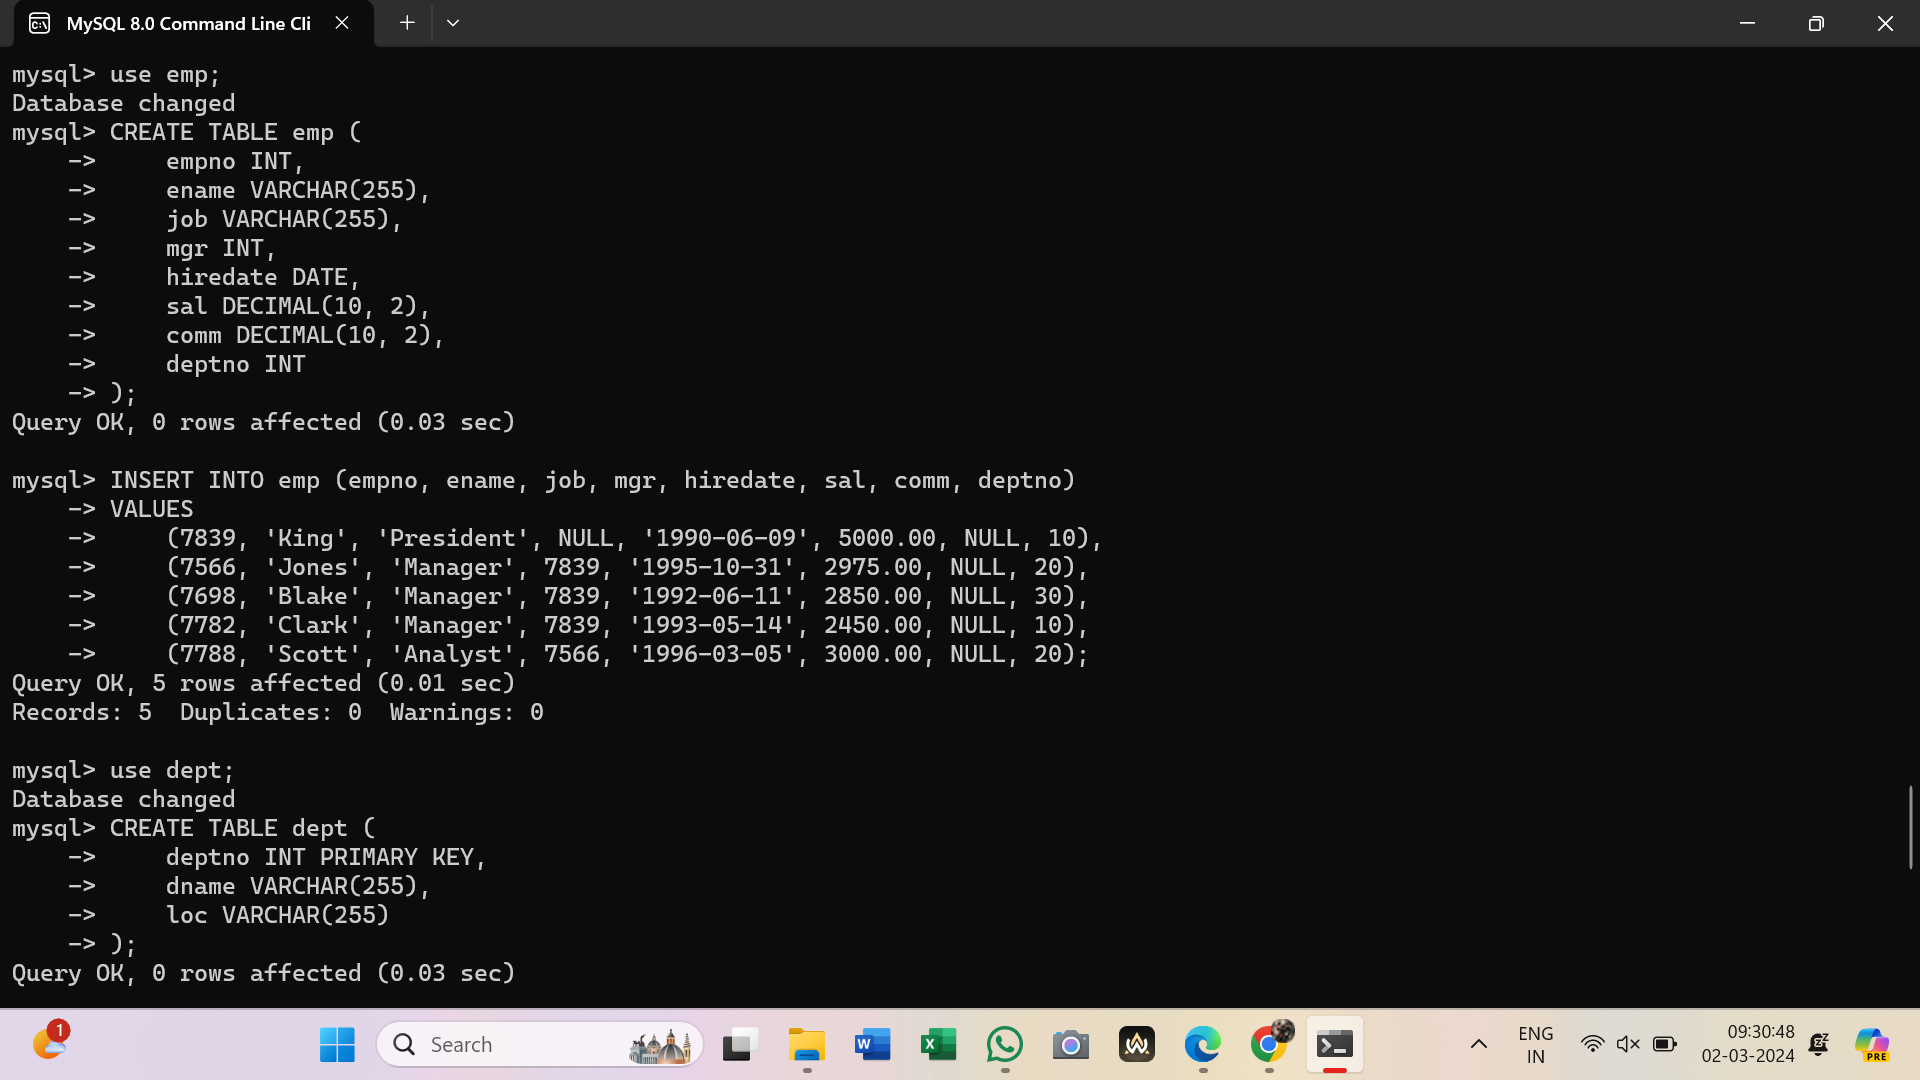 MySQL 8.0 Command Line Cli
mysql> use emp;
Database changed
mysql> CREATE TABLE emp (
    ->     empno INT,
    ->     ename VARCHAR(255),
    ->     job VARCHAR(255),
    ->     mgr INT,
    ->     hiredate DATE,
    ->     sal DECIMAL(10, 2),
    ->     comm DECIMAL(10, 2),
    ->     deptno INT
    -> );
Query OK, 0 rows affected (0.03 sec)
mysql> INSERT INTO emp (empno, ename, job, mgr, hiredate, sal, comm, deptno)
    -> VALUES
    ->     (7839, 'King', 'President', NULL, '1990-06-09', 5000.00, NULL, 10),
    ->     (7566, 'Jones', 'Manager', 7839, '1995-10-31', 2975.00, NULL, 20),
    ->     (7698, 'Blake', 'Manager', 7839, '1992-06-11', 2850.00, NULL, 30),
    ->     (7782, 'Clark', 'Manager', 7839, '1993-05-14', 2450.00, NULL, 10),
    ->     (7788, 'Scott', 'Analyst', 7566, '1996-03-05', 3000.00, NULL, 20);
Query OK, 5 rows affected (0.01 sec)
Records: 5  Duplicates: 0  Warnings: 0
mysql> use dept;
Database changed
mysql> CREATE TABLE dept (
    ->     deptno INT PRIMARY KEY,
    ->     dname VARCHAR(255),
    ->     loc VARCHAR(255)
    -> );
Query OK, 0 rows affected (0.03 sec)
1
Search
ENG
IN
09:30:48
02-03-2024
PRE